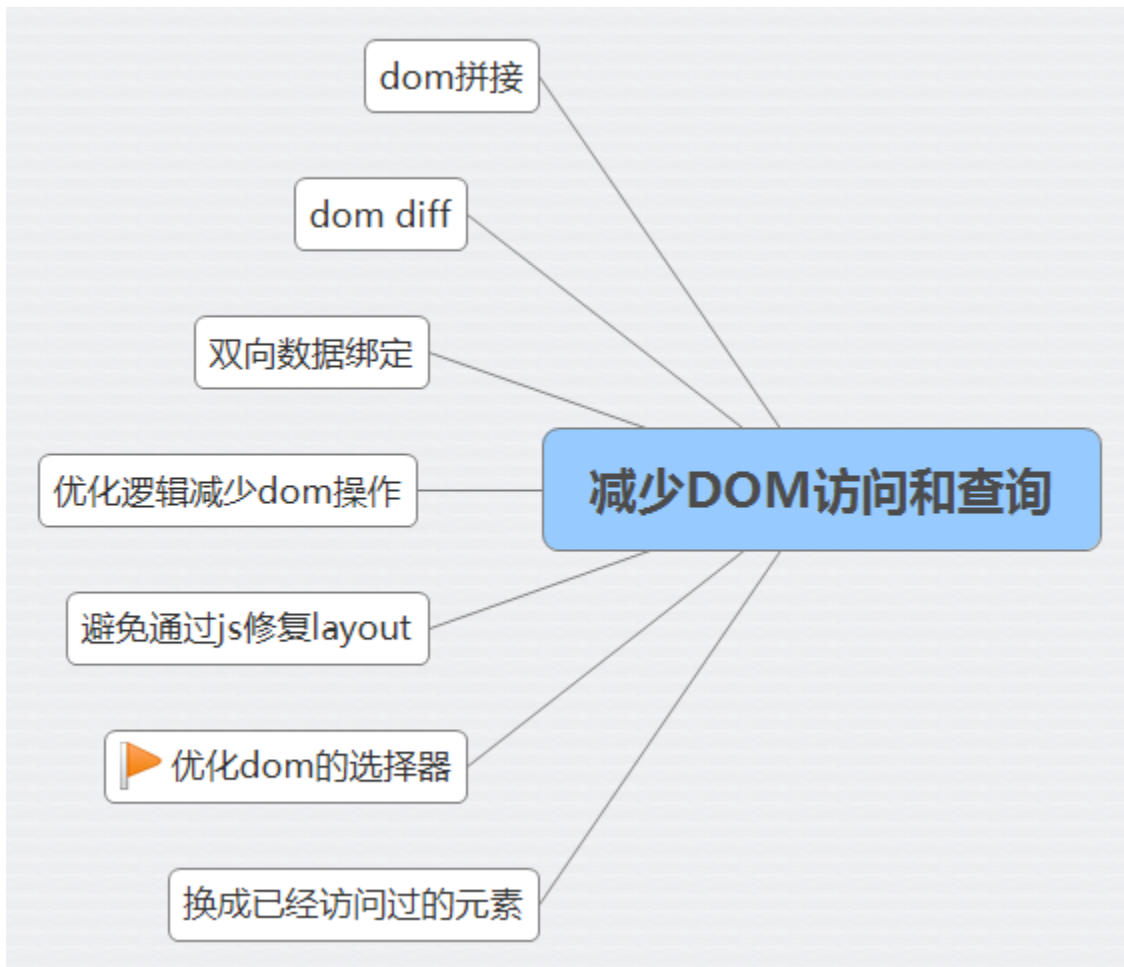 dom拼接
dom diff
双向数据绑定
优化逻辑减少dom操作
减少DOM访问和查询
避免通过js修复layout
优化dom的选择器
换成已经访问过的元素